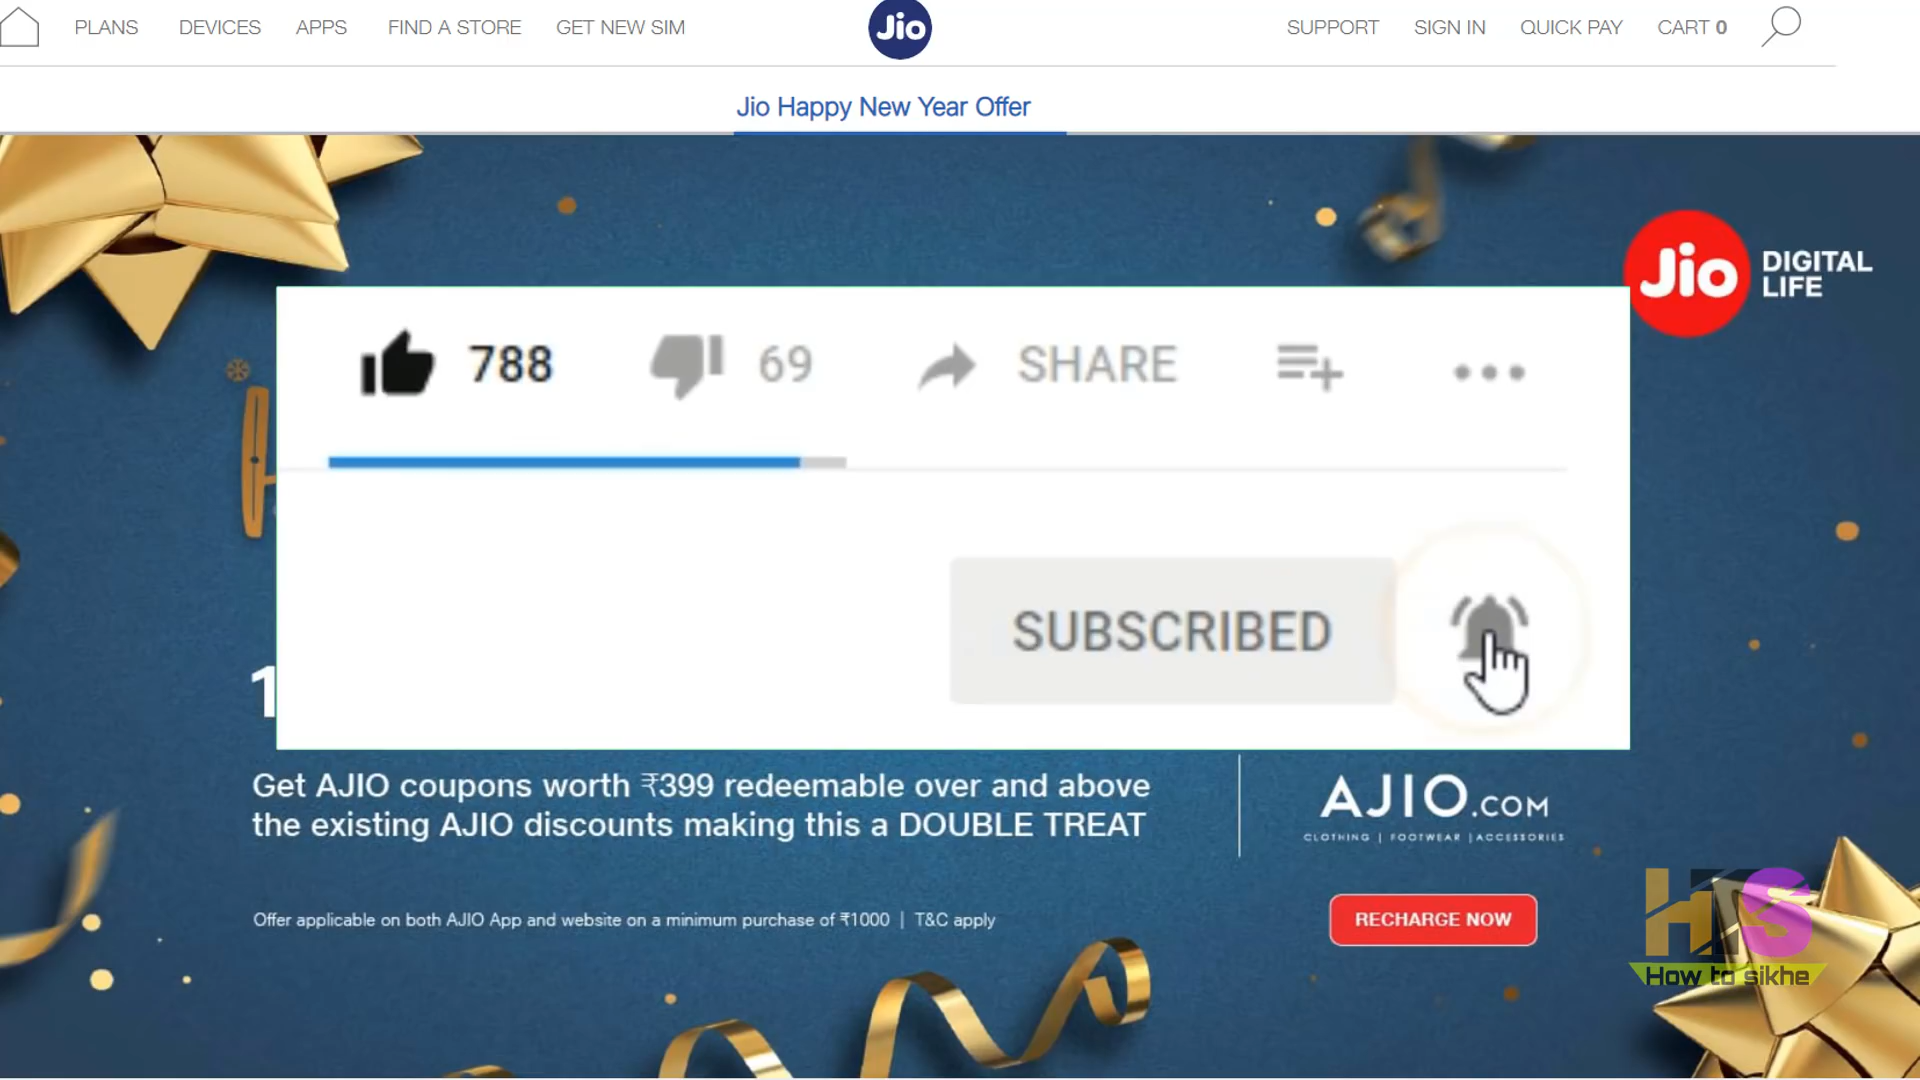 PLANS DEVICES APPS FIND A STORE GET NEW SIM Jio SUPPORT SIGN IN QUICK PAY CART 0
Jio Happy New Year Offer
Jio DIGITAL
LIFE
788 69 SHARE
SUBSCRIBED
1
Get AJIO coupons worth ₹399 redeemable over and above
the existing AJIO discounts making this a DOUBLE TREAT
AJIO.COM
CLOTHING | FOOTWEAR | ACCESSORIES
Offer applicable on both AJIO App and website on a minimum purchase of ₹1000 | T&C apply
RECHARGE NOW
HTS
How to sikhe